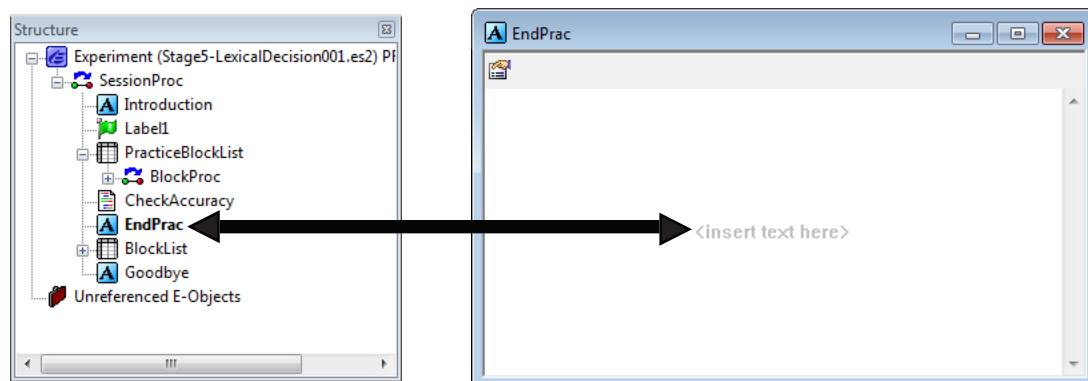 Structure
Experiment (Stage5-LexicalDecision001.es2) PR
SessionProc
Introduction
Label1
PracticeBlockList
BlockProc
CheckAccuracy
EndPrac
BlockList
Goodbye
Unreferenced E-Objects
A EndPrac
<insert text here>